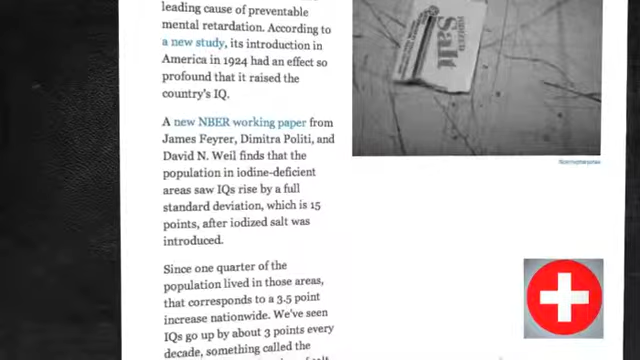 leading cause of preventable
mental retardation. According to
a new study, its introduction in
America in 1924 had an effect so
profound that it raised the
country's IQ.
A new NBER working paper from
James Feyrer, Dimitra Politi, and
David N. Weil finds that the
population in iodine-deficient
areas saw IQs rise by a full
standard deviation, which is 15
points, after iodized salt was
introduced.
Since one quarter of the
population lived in those areas,
that corresponds to a 3.5 point
increase nationwide. We've seen
IQs go up by about 3 points every
decade, something called the
Salt